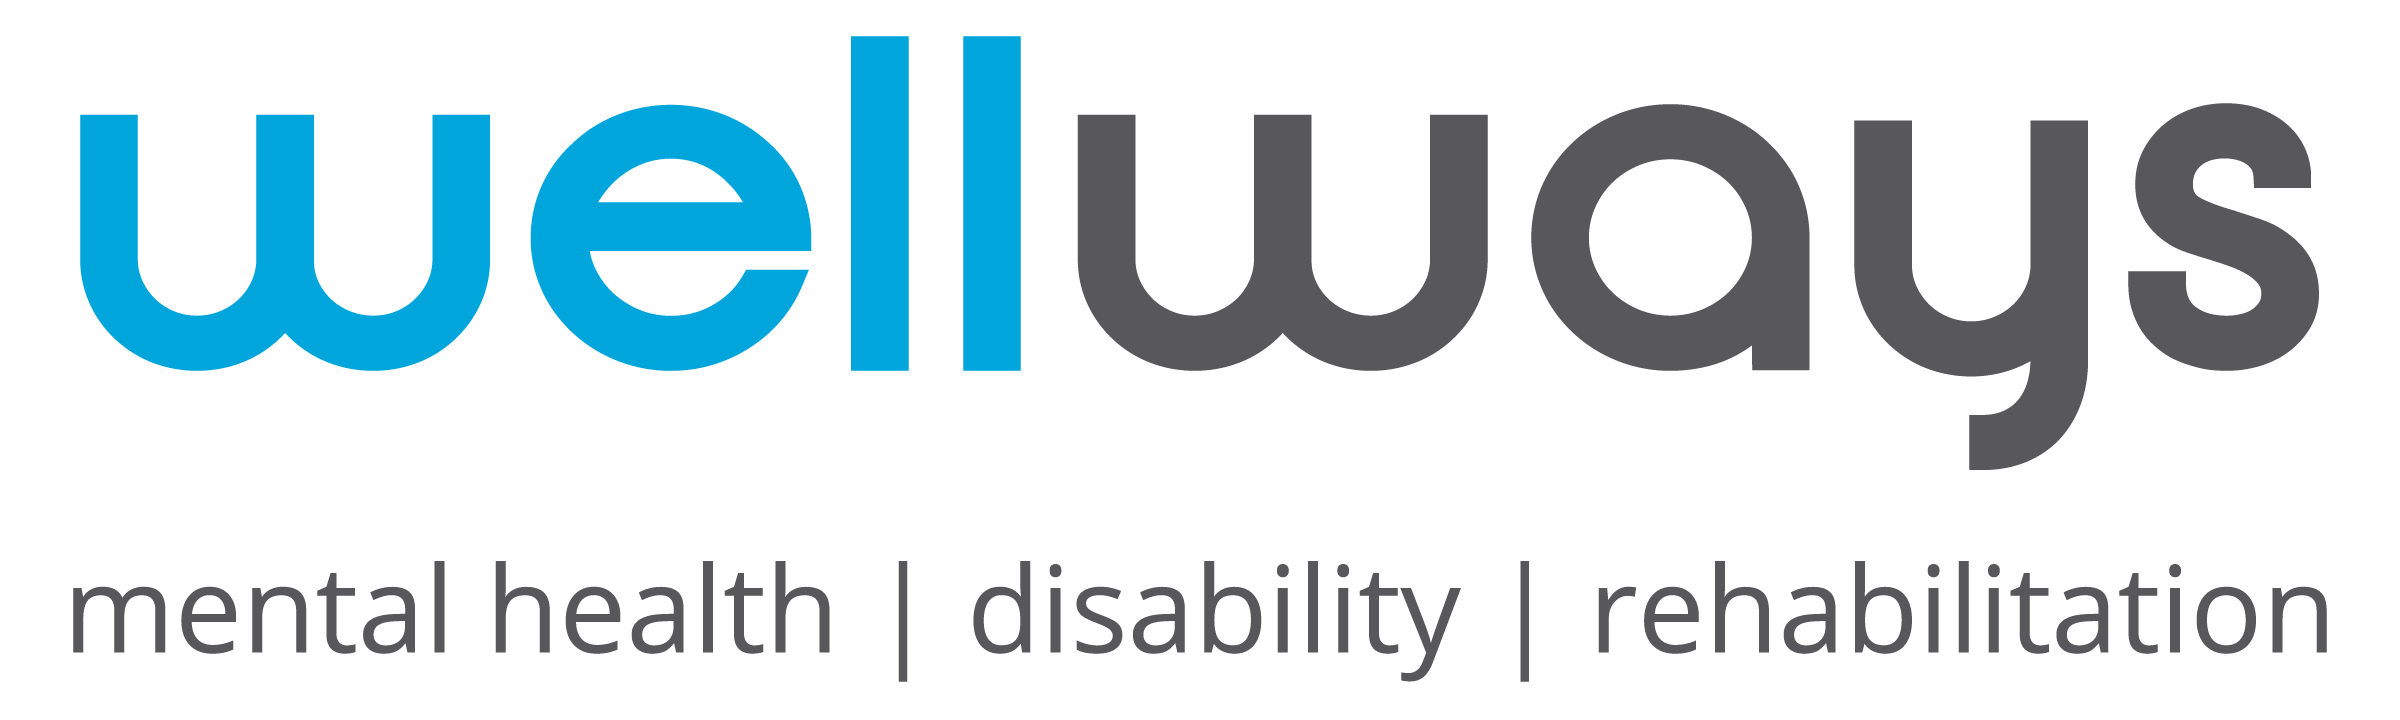 wellways
mental health | disability | rehabilitation